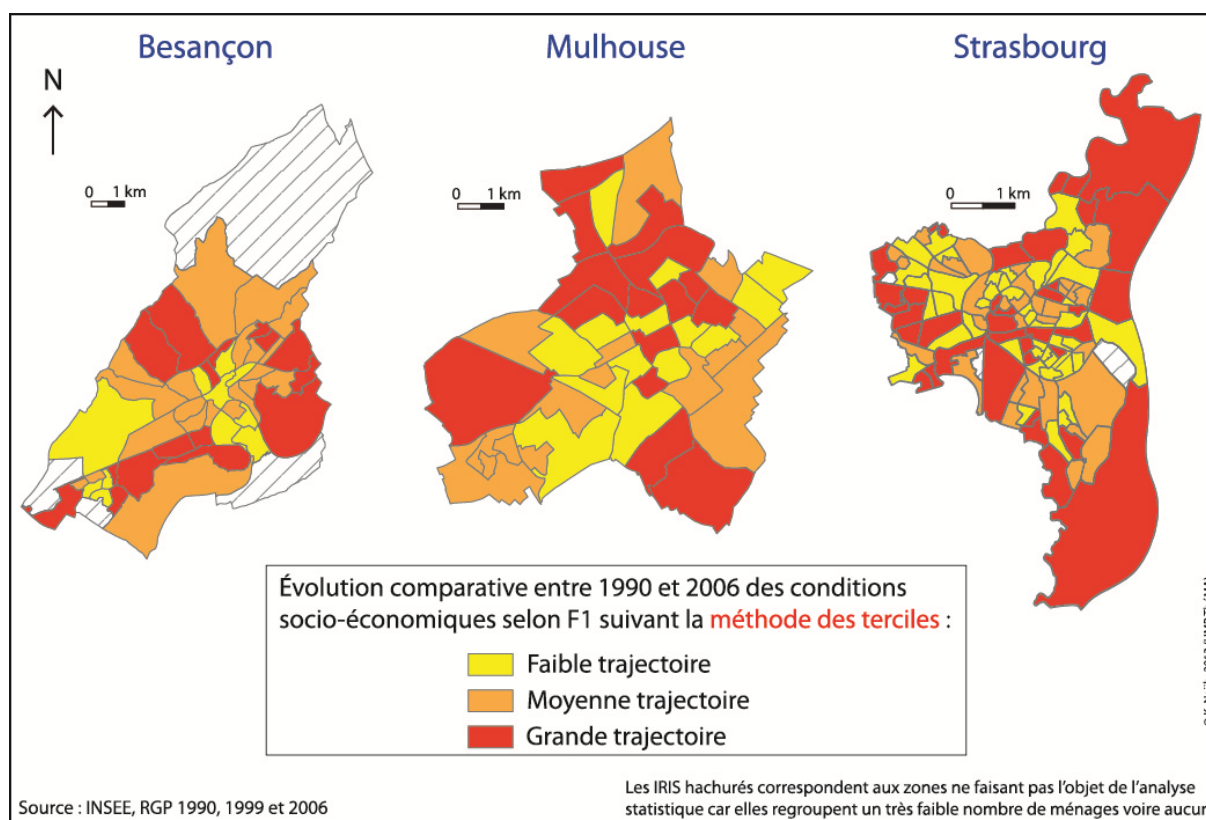 Besançon
Mulhouse
Strasbourg
N
0 1 km
0 1 km
0 1 km
Évolution comparative entre 1990 et 2006 des conditions
socio-économiques selon F1 suivant la méthode des terciles :
Faible trajectoire
Moyenne trajectoire
Grande trajectoire
Source : INSEE, RGP 1990, 1999 et 2006
Les IRIS hachurés correspondent aux zones ne faisant pas l'objet de l'analyse
statistique car elles regroupent un très faible nombre de ménages voire aucun